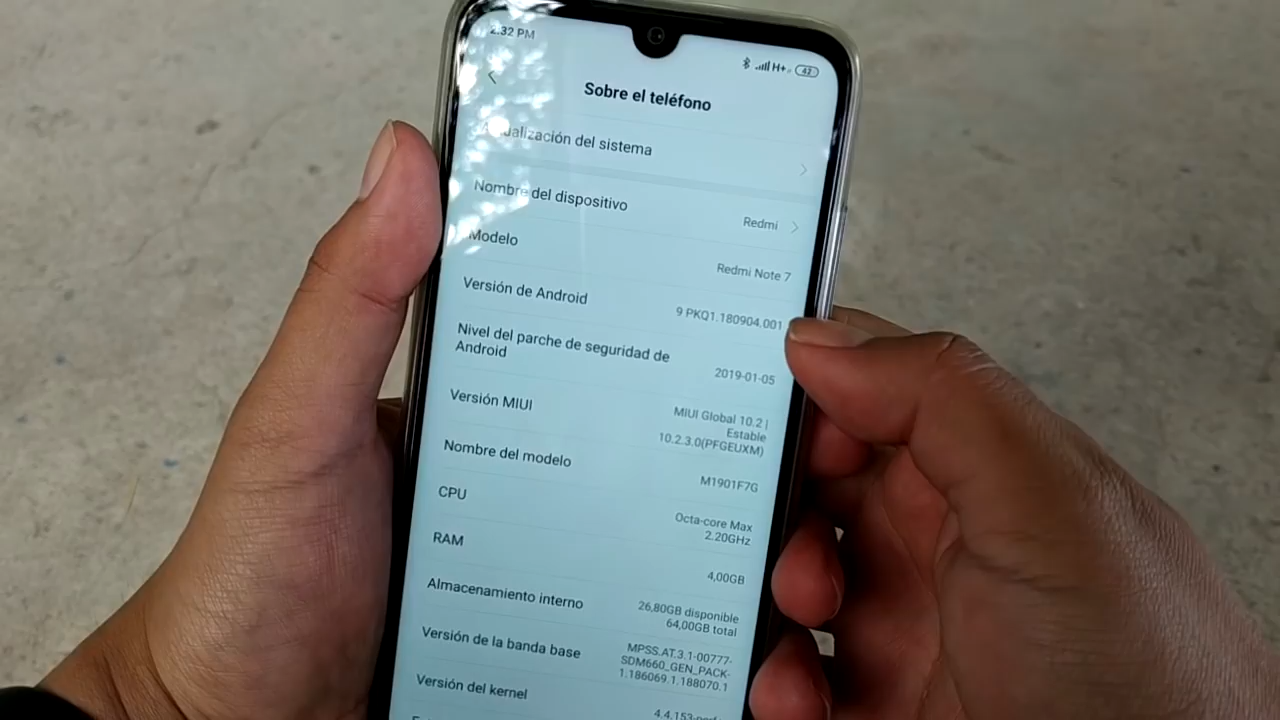 2:32 PM
H+
42
Sobre el teléfono
Actualización del sistema
Nombre del dispositivo
Redmi
Modelo
Redmi Note 7
Versión de Android
9 PKQ1.180904.001
Nivel del parche de seguridad de
Android
2019-01-05
Versión MIUI
MIUI Global 10.2 |
Estable
10.2.3.0(PFGEUXM)
Nombre del modelo
M1901F7G
CPU
Octa-core Max
2.20GHz
RAM
4,00GB
Almacenamiento interno
26,80GB disponible
64,00GB total
Versión de la banda base
MPSS.AT.3.1-00777-
SDM660_GEN_PACK-
1.186069.1.188070.1
Versión del kernel